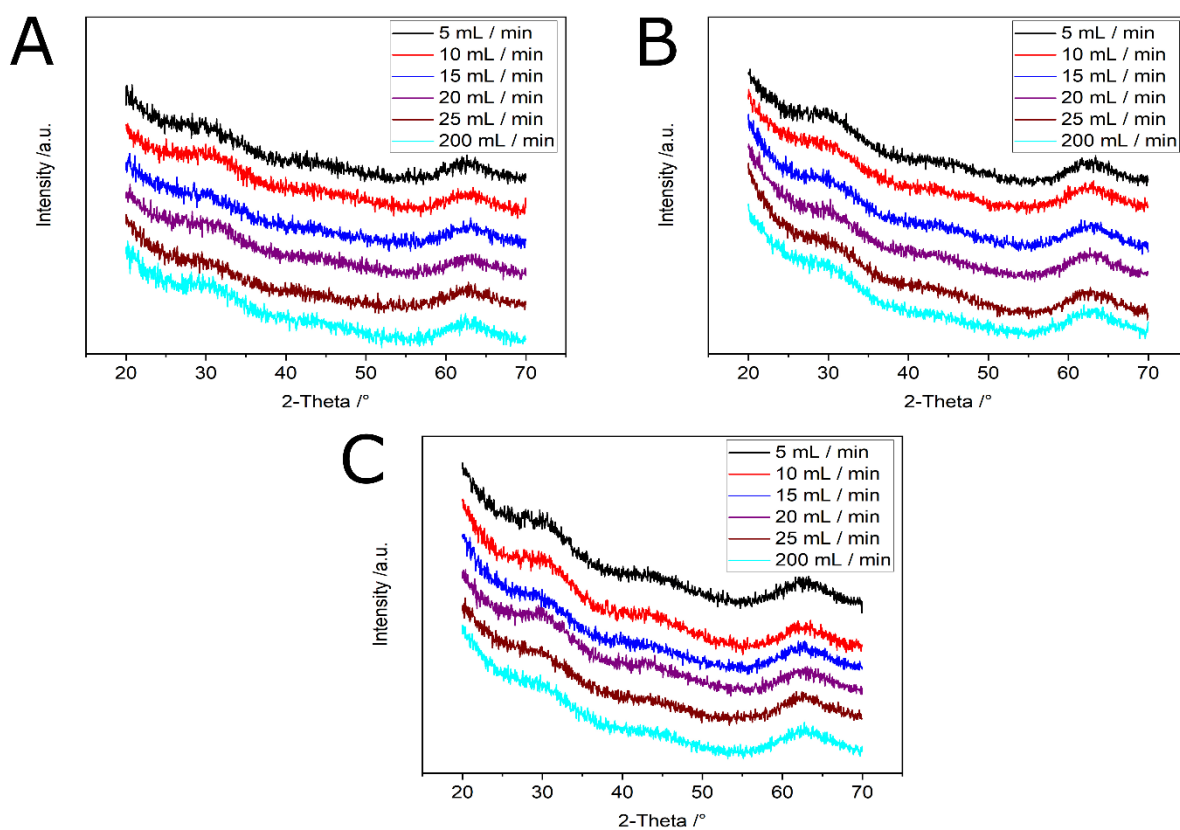 A
5 mL / min
10 mL / min
15 mL / min
20 mL / min
25 mL / min
200 mL / min
Intensity /a.u.
20 30 40 50 60 70
2-Theta /°
B
5 mL / min
10 mL / min
15 mL / min
20 mL / min
25 mL / min
200 mL / min
Intensity /a.u.
20 30 40 50 60 70
2-Theta /°
C
5 mL / min
10 mL / min
15 mL / min
20 mL / min
25 mL / min
200 mL / min
Intensity /a.u.
20 30 40 50 60 70
2-Theta /°